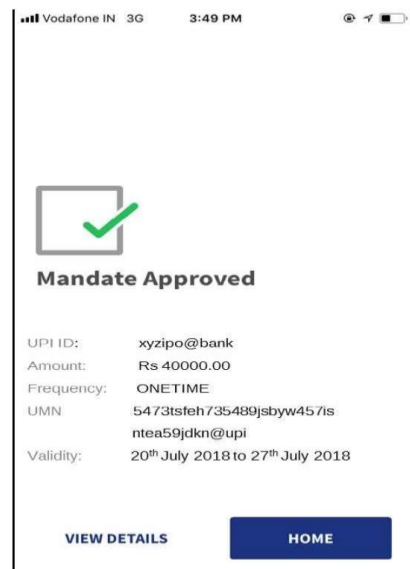 Vodafone IN 3G 3:49 PM
Mandate Approved
UPI ID: xyzipo@bank
Amount: Rs 40000.00
Frequency: ONETIME
UMN 5473tsfeh735489jsbyw457is
ntea59jdkn@upi
Validity: 20th July 2018 to 27th July 2018
VIEW DETAILS HOME